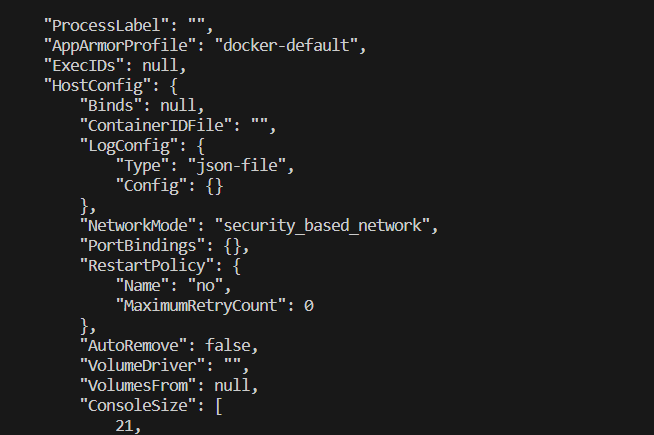 "ProcessLabel": "",
"AppArmorProfile": "docker-default",
"ExecIDs": null,
"HostConfig": {
    "Binds": null,
    "ContainerIDFile": "",
    "LogConfig": {
        "Type": "json-file",
        "Config": {}
    },
    "NetworkMode": "security_based_network",
    "PortBindings": {},
    "RestartPolicy": {
        "Name": "no",
        "MaximumRetryCount": 0
    },
    "AutoRemove": false,
    "VolumeDriver": "",
    "VolumesFrom": null,
    "ConsoleSize": [
        21,